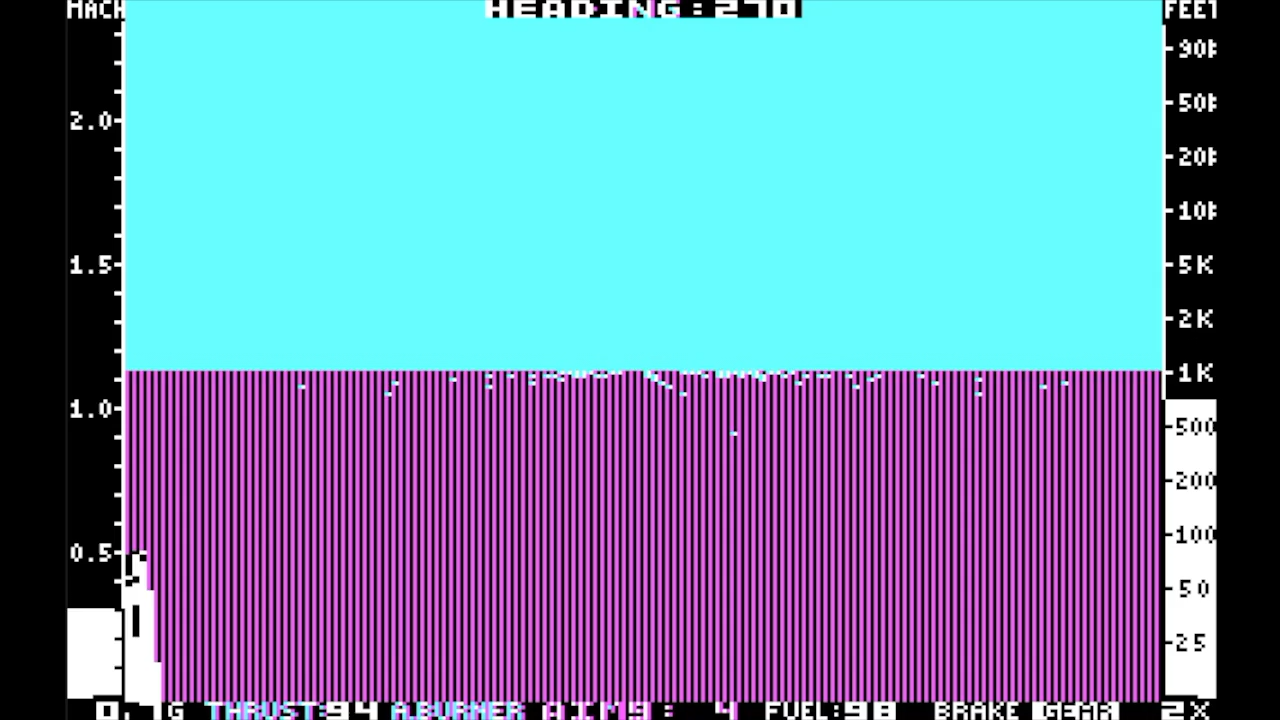 MACH HEADING:270 FEET
90K
50K
2.0
20K
10K
1.5 5K
2K
1K
1.0
500
200
100
0.5
50
25
THRUST:94 A.BURNER AIM9: 4 FUEL:98 BRAKE GEAR 2X